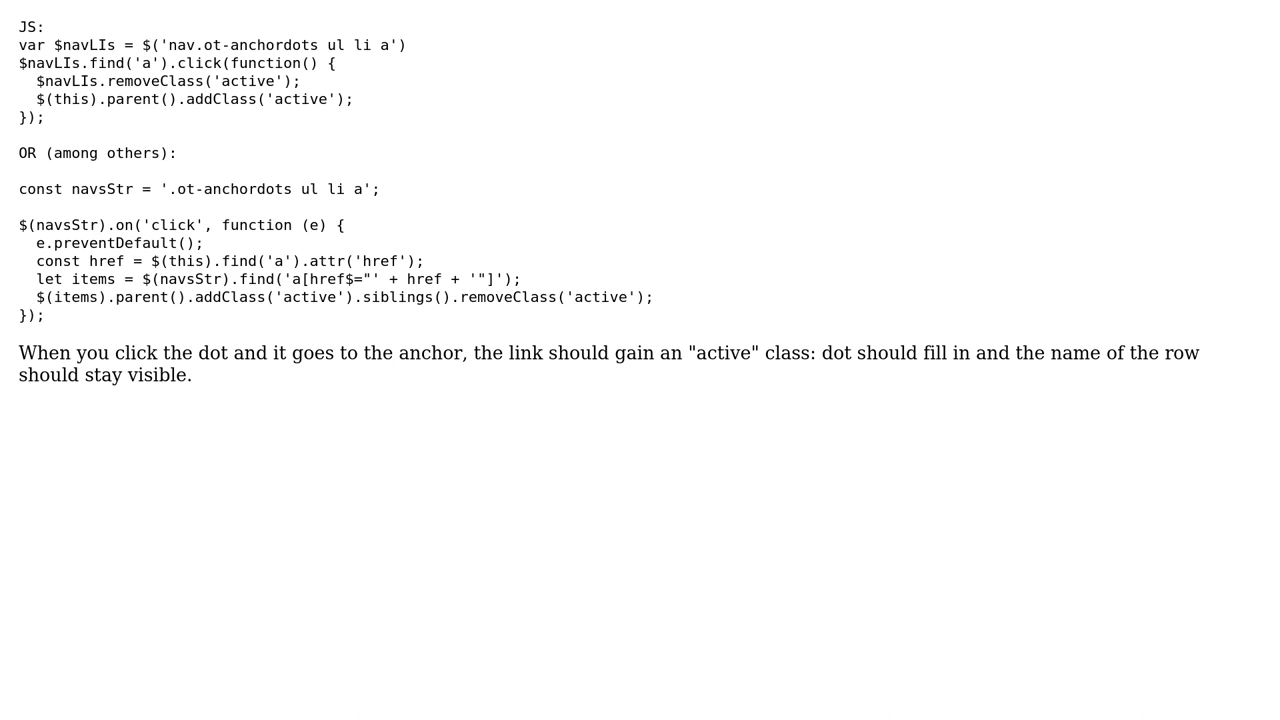 JS:
var $navLIs = $('nav.ot-anchordots ul li a')
$navLIs.find('a').click(function() {
  $navLIs.removeClass('active');
  $(this).parent().addClass('active');
});

OR (among others):

const navsStr = '.ot-anchordots ul li a';

$(navsStr).on('click', function (e) {
  e.preventDefault();
  const href = $(this).find('a').attr('href');
  let items = $(navsStr).find('a[href$="' + href + '"]');
  $(items).parent().addClass('active').siblings().removeClass('active');
});

When you click the dot and it goes to the anchor, the link should gain an "active" class: dot should fill in and the name of the row
should stay visible.